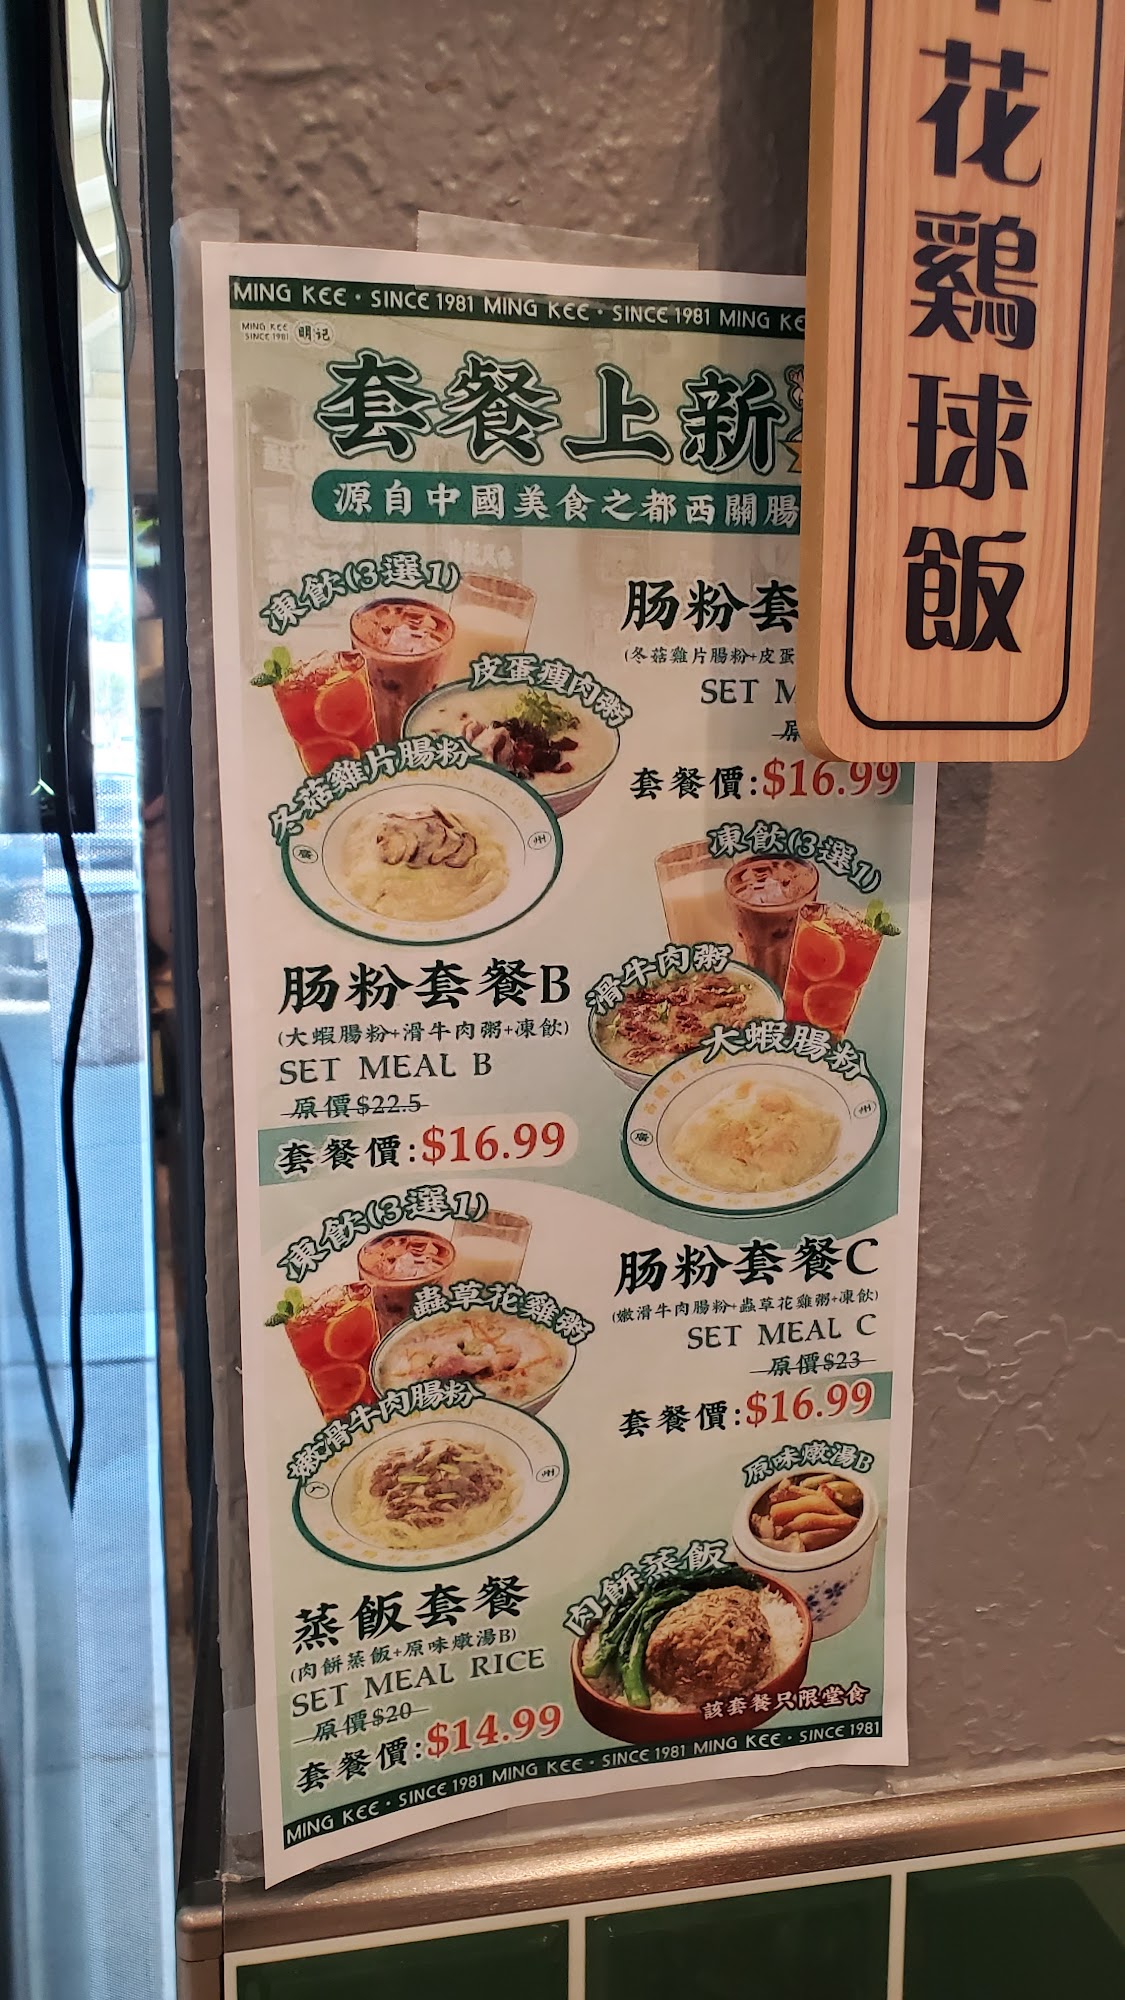 花鷄球飯
MING KEE · SINCE 1981 MING KEE · SINCE 1981 MING KE
MING KEE
SINCE 1981
明记
套餐上新
源自中國美食之都西關腸
凍飲(3選1)
皮蛋瘦肉粥
冬菇雞片腸粉
廣
州
肠粉套
(冬菇雞片腸粉+皮蛋
SET M
原
套餐價:$16.99
凍飲(3選1)
滑牛肉粥
大蝦腸粉
廣
州
肠粉套餐B
(大蝦腸粉+滑牛肉粥+凍飲)
SET MEAL B
原價$22.5
套餐價:$16.99
凍飲(3選1)
蟲草花雞粥
嫩滑牛肉腸粉
州
肠粉套餐C
(嫩滑牛肉腸粉+蟲草花雞粥+凍飲)
SET MEAL C
原價$23
套餐價:$16.99
原味燉湯B
肉餅蒸飯
蒸飯套餐
(肉餅蒸飯+原味燉湯B)
SET MEAL RICE
原價$20
套餐價:$14.99
該套餐只限堂食
MING KEE · SINCE 1981 MING KEE · SINCE 1981 MING KEE · SINCE 1981